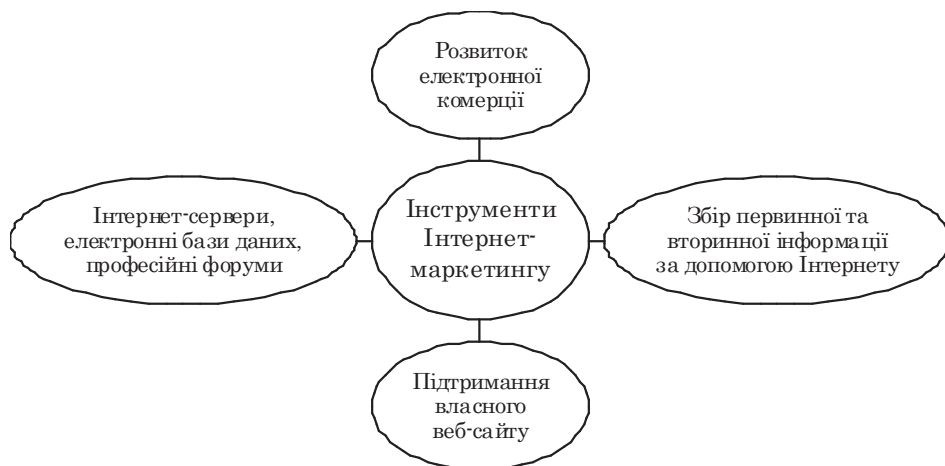 Розвиток
електронної
комерції
Інтернет-сервери,
електронні бази даних,
професійні форуми
Інструменти
Інтернет-
маркетингу
Збір первинної та
вторинної інформації
за допомогою Інтернету
Підтримання
власного
веб-сайту